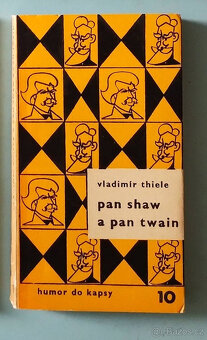 vladimír thiele
pan shaw
a pan twain
humor do kapsy
10